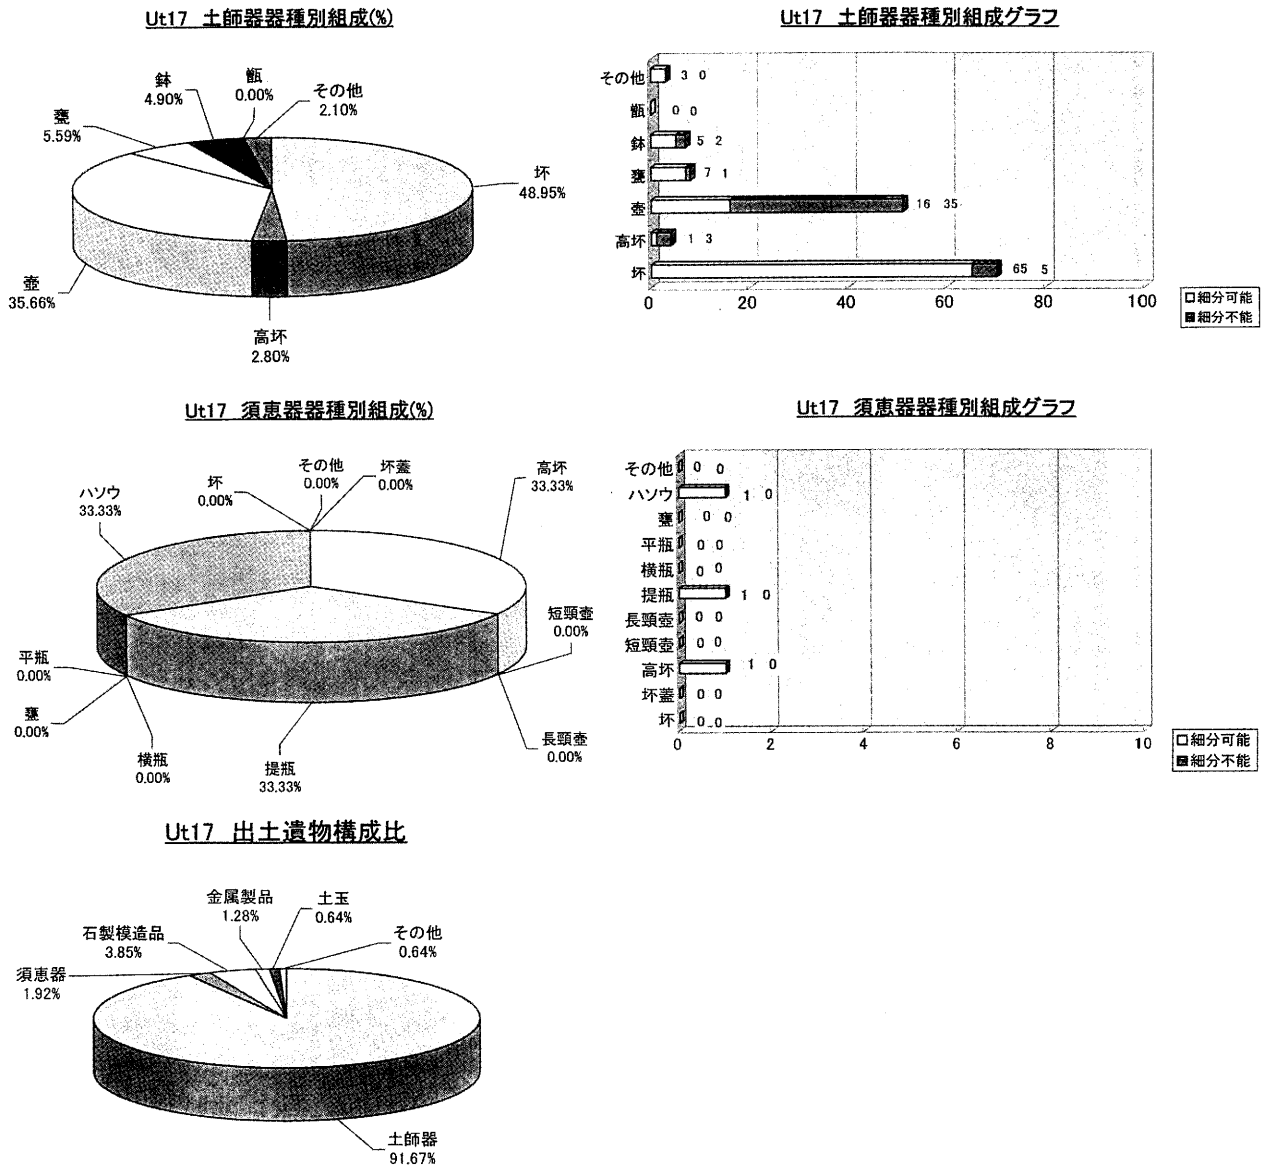 Ut17 土師器器種別組成(%)
甑
0.00%
鉢
4.90%
その他
2.10%
甕
5.59%
坏
48.95%
壺
35.66%
高坏
2.80%
Ut17 土師器器種別組成グラフ
その他 3 0
甑 0 0
鉢 5 2
甕 7 1
壺 16 35
高坏 1 3
坏 65 5
0 20 40 60 80 100
細分可能
細分不能
Ut17 須恵器器種別組成(%)
その他
0.00%
坏蓋
0.00%
高坏
33.33%
坏
0.00%
ハソウ
33.33%
短頸壺
0.00%
平瓶
0.00%
甕
0.00%
長頸壺
0.00%
横瓶
0.00%
提瓶
33.33%
Ut17 須恵器器種別組成グラフ
その他 0 0
ハソウ 1 0
甕 0 0
平瓶 0 0
横瓶 0 0
提瓶 1 0
長頸壺 0 0
短頸壺 0 0
高坏 1 0
坏蓋 0 0
坏 0 0
0 2 4 6 8 10
細分可能
細分不能
Ut17 出土遺物構成比
金属製品
1.28%
土玉
0.64%
石製模造品
3.85%
その他
0.64%
須恵器
1.92%
土師器
91.67%